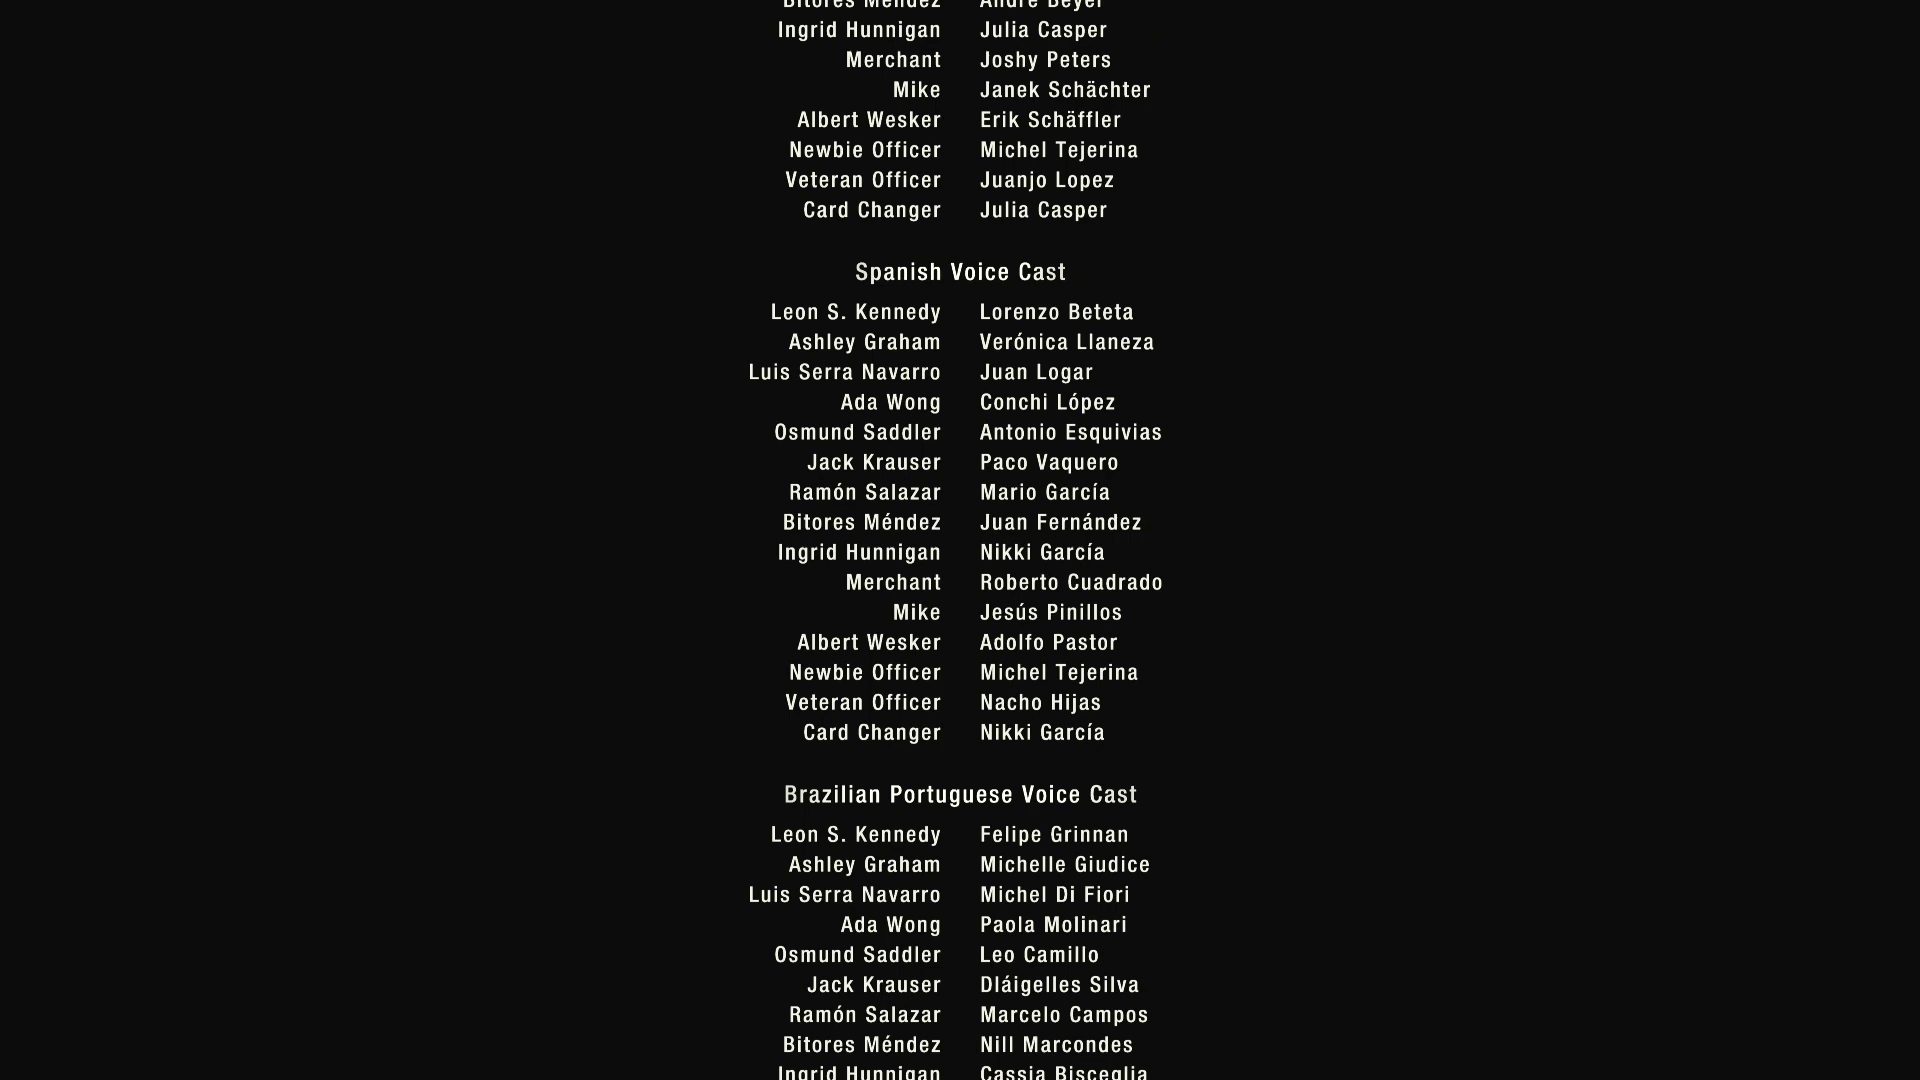 Bitores Méndez André Beyer
Ingrid Hunnigan Julia Casper
Merchant Joshy Peters
Mike Janek Schächter
Albert Wesker Erik Schäffler
Newbie Officer Michel Tejerina
Veteran Officer Juanjo Lopez
Card Changer Julia Casper
Spanish Voice Cast
Leon S. Kennedy Lorenzo Beteta
Ashley Graham Verónica Llaneza
Luis Serra Navarro Juan Logar
Ada Wong Conchi López
Osmund Saddler Antonio Esquivias
Jack Krauser Paco Vaquero
Ramón Salazar Mario García
Bitores Méndez Juan Fernández
Ingrid Hunnigan Nikki García
Merchant Roberto Cuadrado
Mike Jesús Pinillos
Albert Wesker Adolfo Pastor
Newbie Officer Michel Tejerina
Veteran Officer Nacho Hijas
Card Changer Nikki García
Brazilian Portuguese Voice Cast
Leon S. Kennedy Felipe Grinnan
Ashley Graham Michelle Giudice
Luis Serra Navarro Michel Di Fiori
Ada Wong Paola Molinari
Osmund Saddler Leo Camillo
Jack Krauser Dláigelles Silva
Ramón Salazar Marcelo Campos
Bitores Méndez Nill Marcondes
Ingrid Hunnigan Cassia Bisceglia